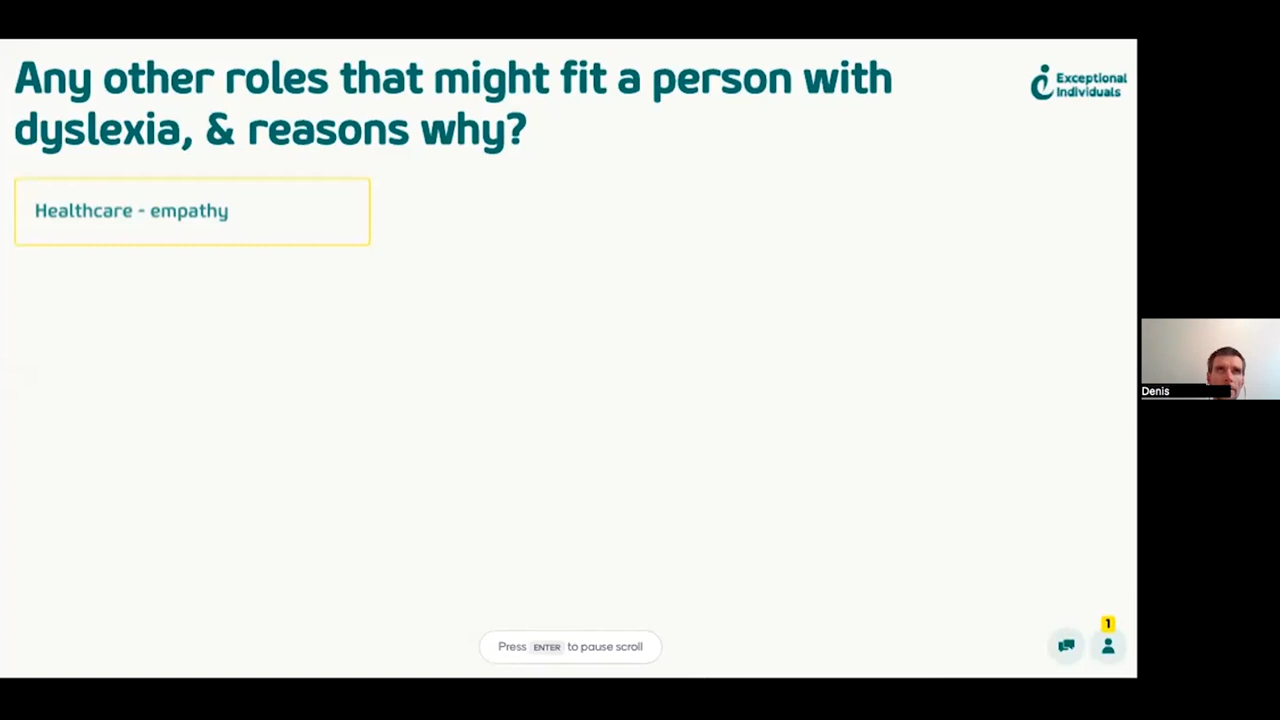 Any other roles that might fit a person with
dyslexia, & reasons why?
Exceptional
Individuals
Healthcare - empathy
Denis
1
Press ENTER to pause scroll